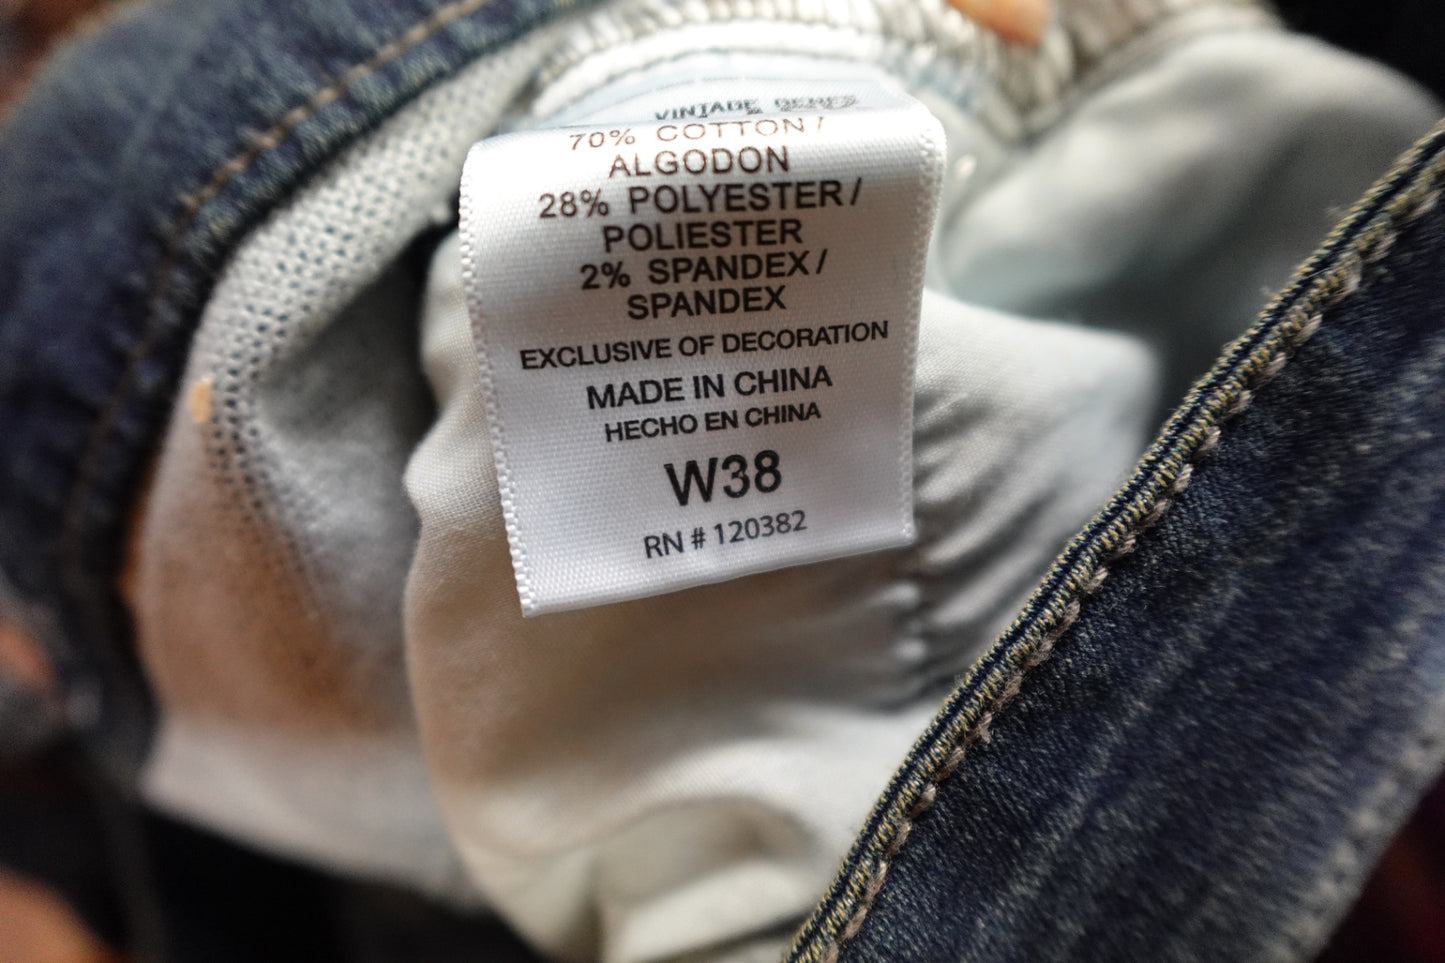 VINTAGE
70% COTTON /
ALGODON
28% POLYESTER /
POLIESTER
2% SPANDEX /
SPANDEX
EXCLUSIVE OF DECORATION
MADE IN CHINA
HECHO EN CHINA
W38
RN # 120382